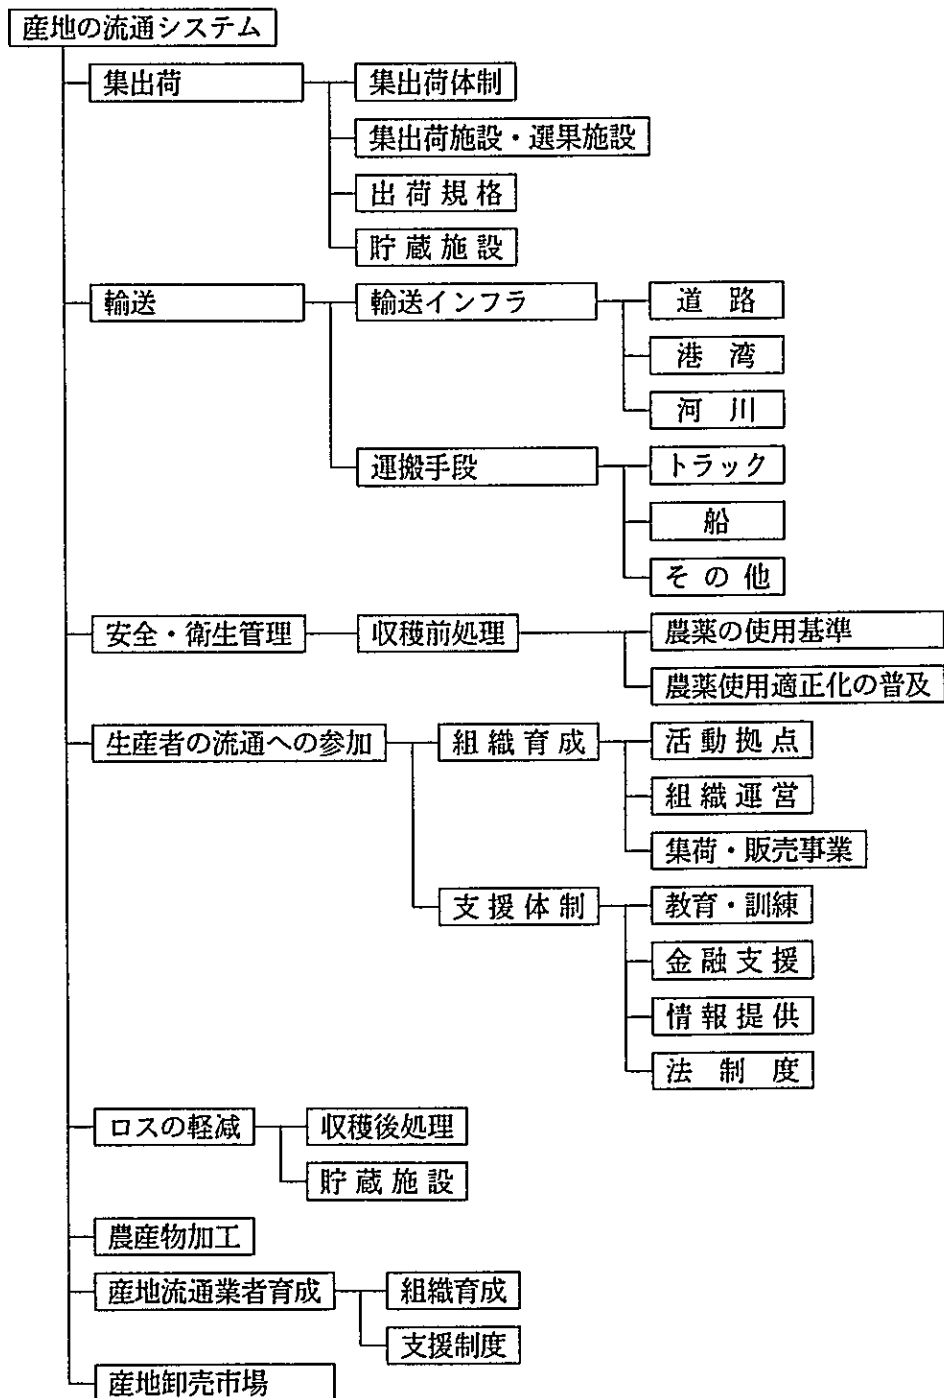 産地の流通システム
集出荷
集出荷体制
集出荷施設・選果施設
出荷規格
貯蔵施設
輸送
輸送インフラ
道路
港湾
河川
運搬手段
トラック
船
その他
安全・衛生管理
収穫前処理
農薬の使用基準
農薬使用適正化の普及
生産者の流通への参加
組織育成
活動拠点
組織運営
集荷・販売事業
支援体制
教育・訓練
金融支援
情報提供
法制度
ロスの軽減
収穫後処理
貯蔵施設
農産物加工
産地流通業者育成
組織育成
支援制度
産地卸売市場